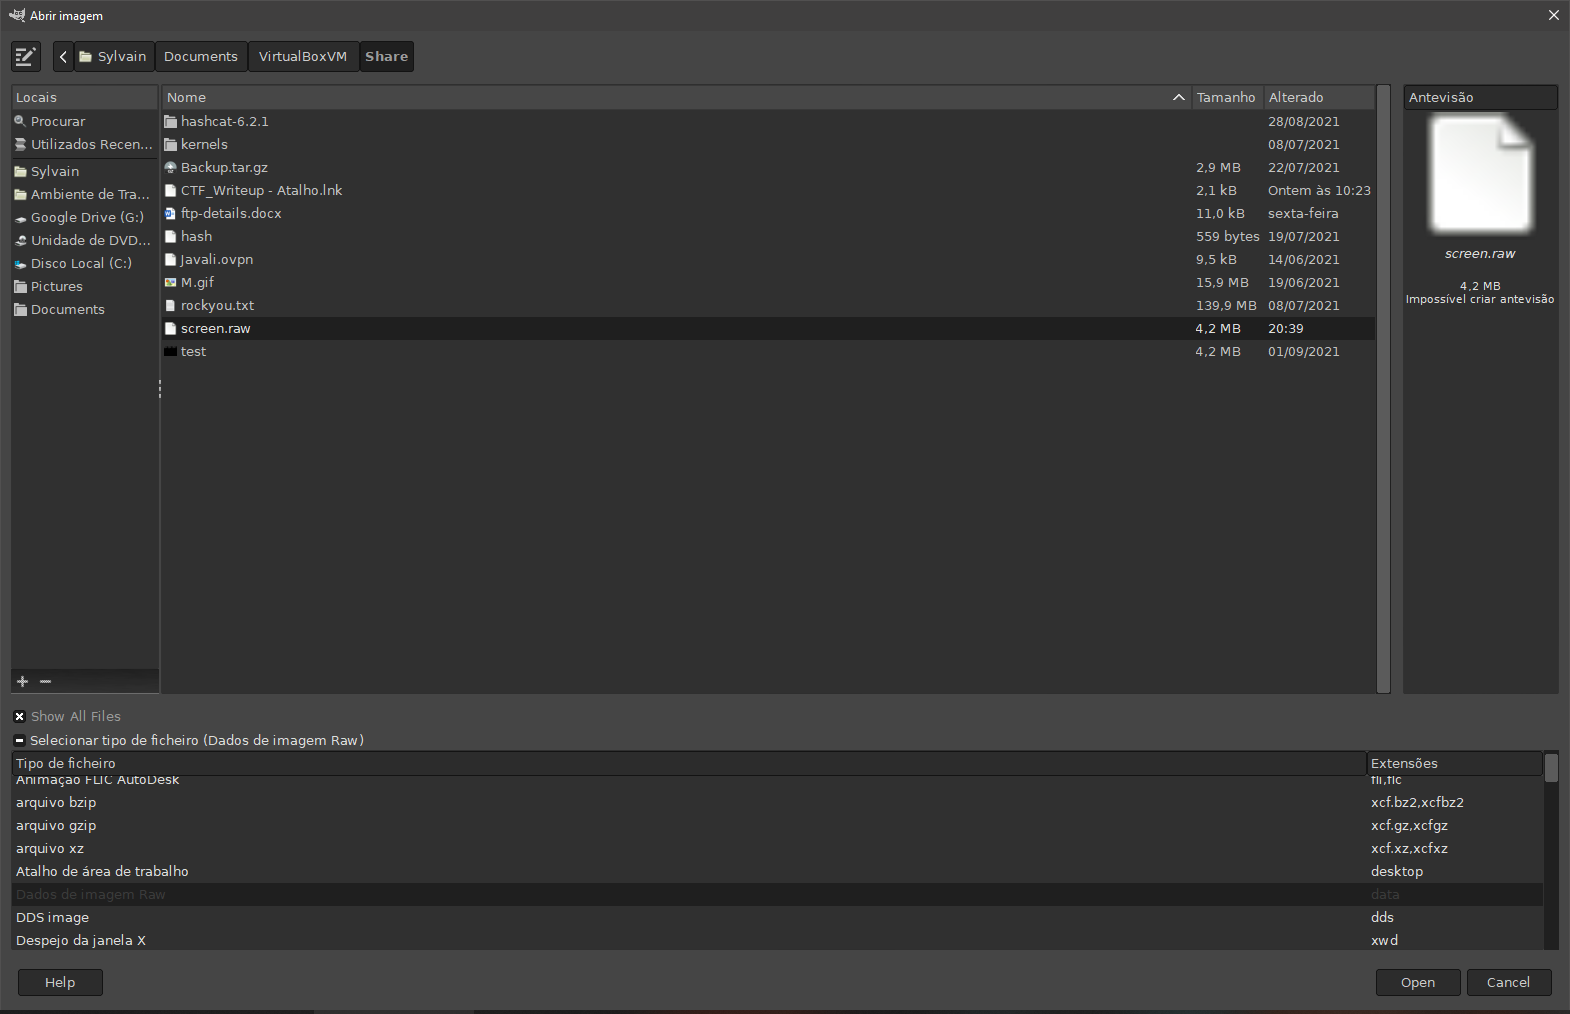 Abrir imagem
Sylvain Documents VirtualBoxVM Share
Locais
Procurar
Utilizados Recen...
Sylvain
Ambiente de Tra...
Google Drive (G:)
Unidade de DVD...
Disco Local (C:)
Pictures
Documents
Nome Tamanho Alterado
hashcat-6.2.1 28/08/2021
kernels 08/07/2021
Backup.tar.gz 2,9 MB 22/07/2021
CTF_Writeup - Atalho.lnk 2,1 kB Ontem às 10:23
ftp-details.docx 11,0 kB sexta-feira
hash 559 bytes 19/07/2021
Javali.ovpn 9,5 kB 14/06/2021
M.gif 15,9 MB 19/06/2021
rockyou.txt 139,9 MB 08/07/2021
screen.raw 4,2 MB 20:39
test 4,2 MB 01/09/2021
Antevisão
screen.raw
4,2 MB
Impossível criar antevisão
Show All Files
Selecionar tipo de ficheiro (Dados de imagem Raw)
Tipo de ficheiro Extensões
Animação FLIC AutoDesk fli,flc
arquivo bzip xcf.bz2,xcfbz2
arquivo gzip xcf.gz,xcfgz
arquivo xz xcf.xz,xcfxz
Atalho de área de trabalho desktop
Dados de imagem Raw data
DDS image dds
Despejo da janela X xwd
Help Open Cancel